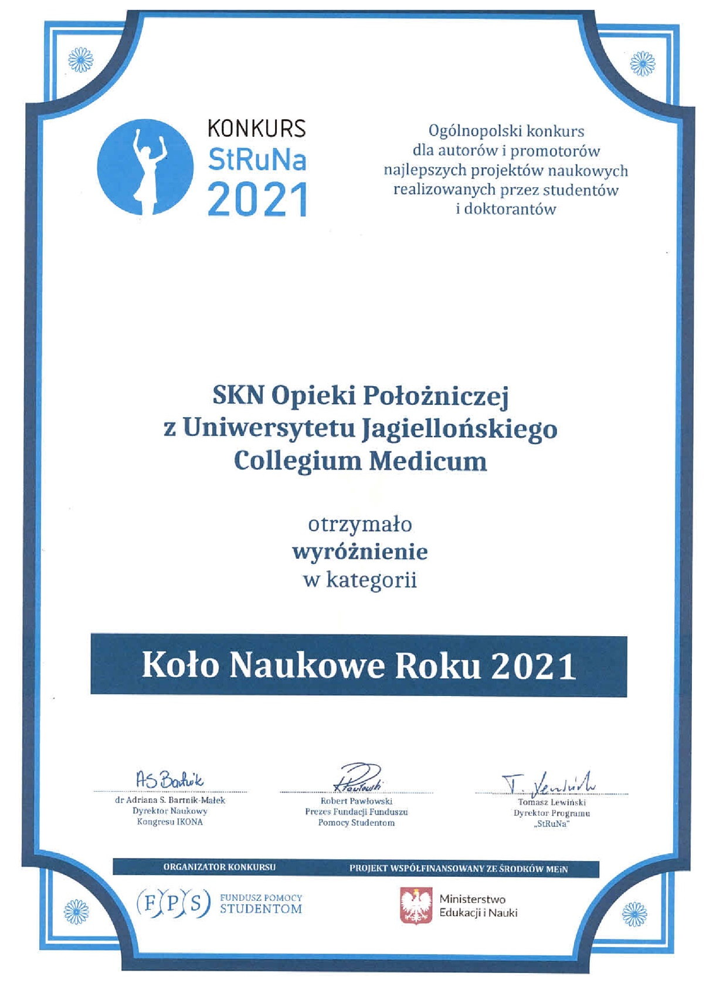 KONKURS
StRuNa
2021
Ogólnopolski konkurs
dla autorów i promotorów
najlepszych projektów naukowych
realizowanych przez studentów
i doktorantów
SKN Opieki Położniczej
z Uniwersytetu Jagiellońskiego
Collegium Medicum
otrzymało
wyróżnienie
w kategorii
Koło Naukowe Roku 2021
AS Bartnik
dr Adriana S. Bartnik-Małek
Dyrektor Naukowy
Kongresu IKONA
RPawłowski
Robert Pawłowski
Prezes Fundacji Funduszu
Pomocy Studentom
T. Lewiński
Tomasz Lewiński
Dyrektor Programu
„StRuNa"
ORGANIZATOR KONKURSU
PROJEKT WSPÓŁFINANSOWANY ZE ŚRODKÓW MEiN
(F)(P)(S)
FUNDUSZ POMOCY
STUDENTOM
Ministerstwo
Edukacji i Nauki